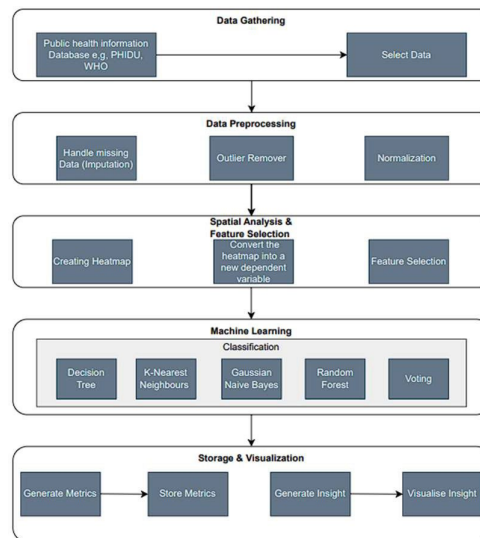 Data Gathering
Public health information
Database e,g, PHIDU,
WHO
Select Data
Data Preprocessing
Handle missing
Data (Imputation)
Outlier Remover
Normalization
Spatial Analysis &
Feature Selection
Creating Heatmap
Convert the
heatmap into a
new dependent
variable
Feature Selection
Machine Learning
Classification
Decision
Tree
K-Nearest
Neighbours
Gaussian
Naive Bayes
Random
Forest
Voting
Storage & Visualization
Generate Metrics
Store Metrics
Generate Insight
Visualise Insight